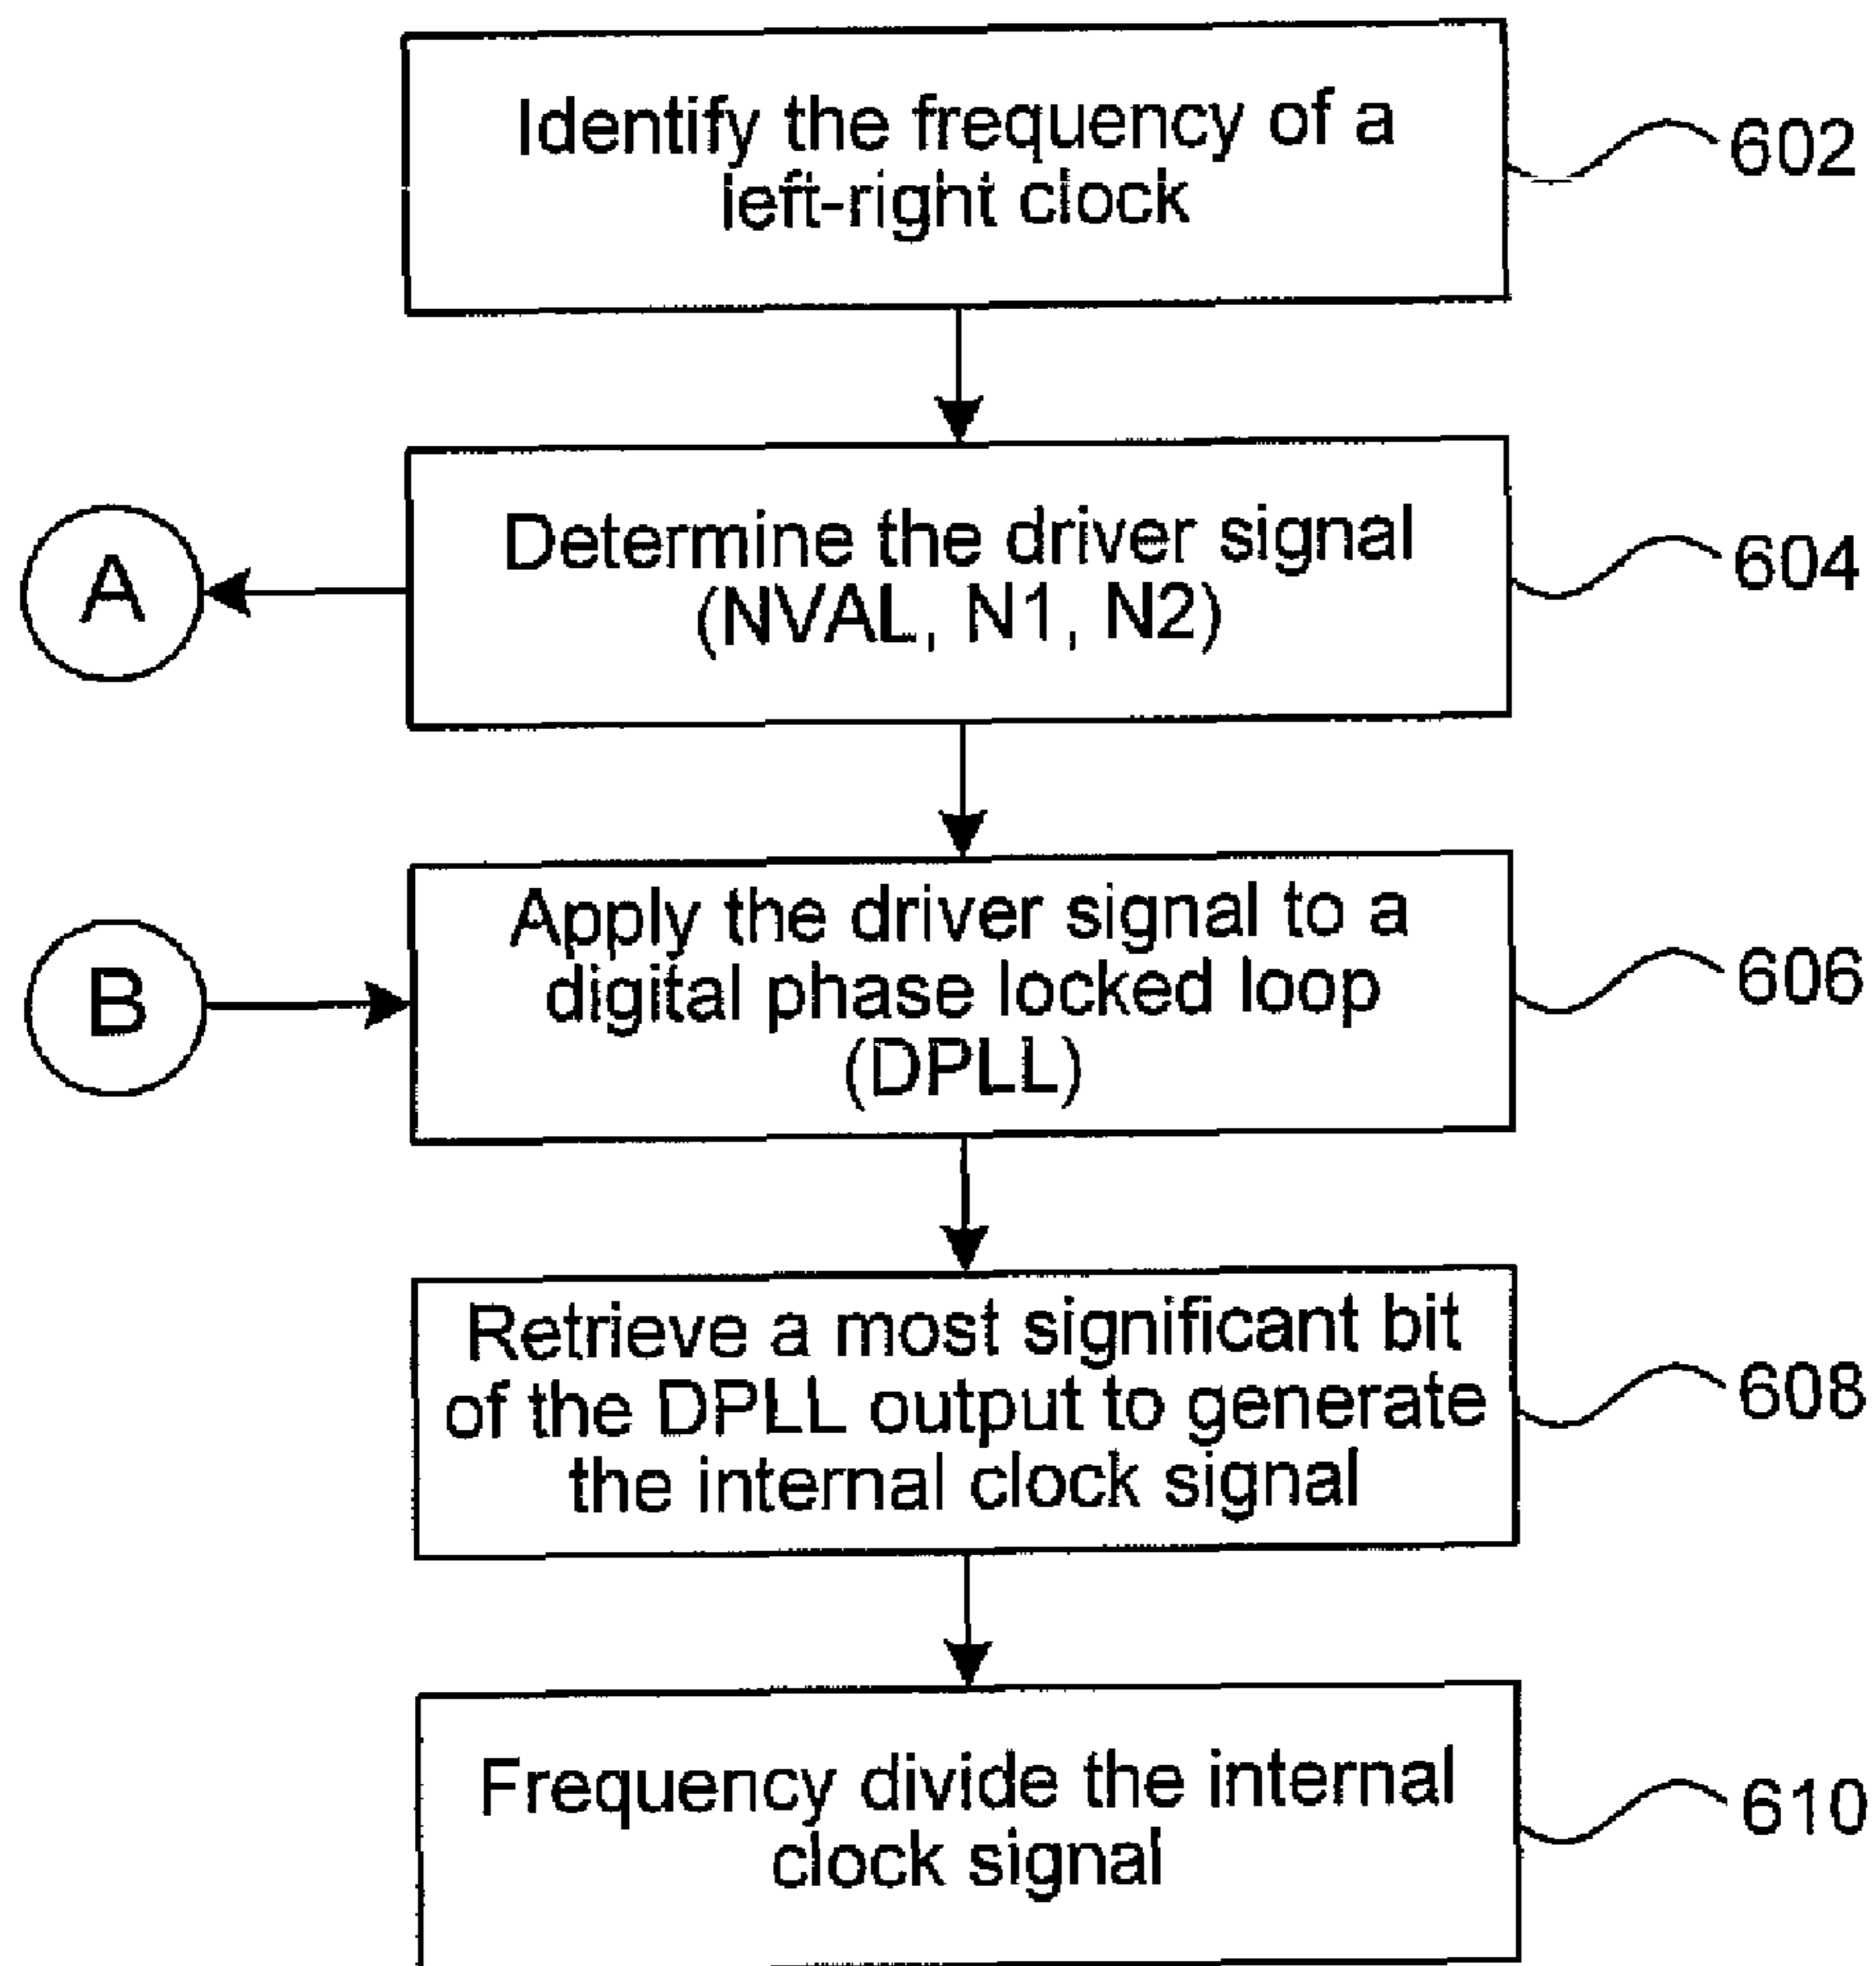 Identify the frequency of a
left-right clock
602
Determine the driver signal
(NVAL, N1, N2)
604
A
Apply the driver signal to a
digital phase locked loop
(DPLL)
606
B
Retrieve a most significant bit
of the DPLL output to generate
the internal clock signal
608
Frequency divide the internal
clock signal
610